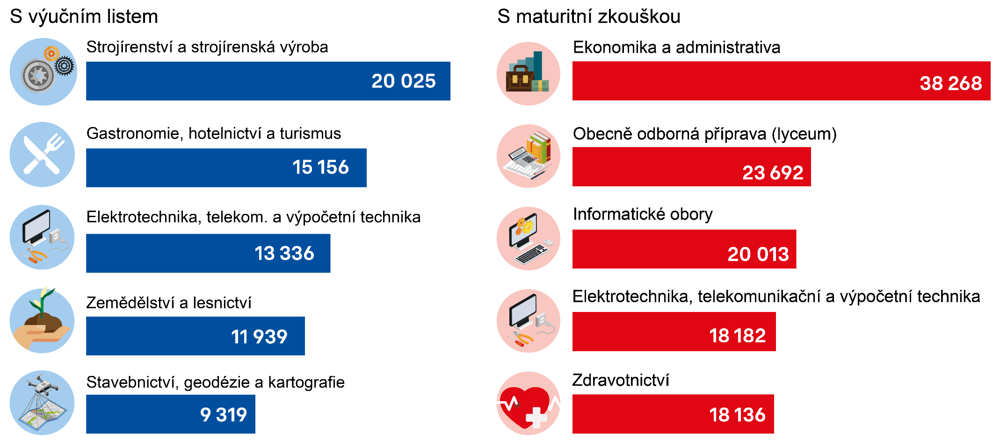 S výučním listem
Strojírenství a strojírenská výroba
20 025
Gastronomie, hotelnictví a turismus
15 156
Elektrotechnika, telekom. a výpočetní technika
13 336
Zemědělství a lesnictví
11 939
Stavebnictví, geodézie a kartografie
9 319
S maturitní zkouškou
Ekonomika a administrativa
38 268
Obecně odborná příprava (lyceum)
23 692
Informatické obory
20 013
Elektrotechnika, telekomunikační a výpočetní technika
18 182
Zdravotnictví
18 136